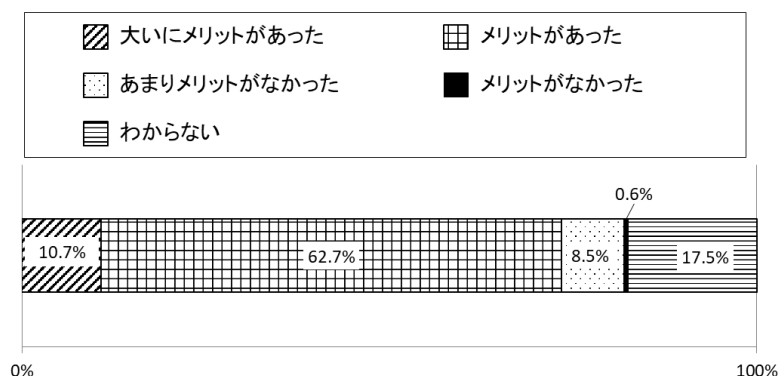 大いにメリットがあった メリットがあった
あまりメリットがなかった メリットがなかった
わからない
0.6%
10.7% 62.7% 8.5% 17.5%
0% 100%